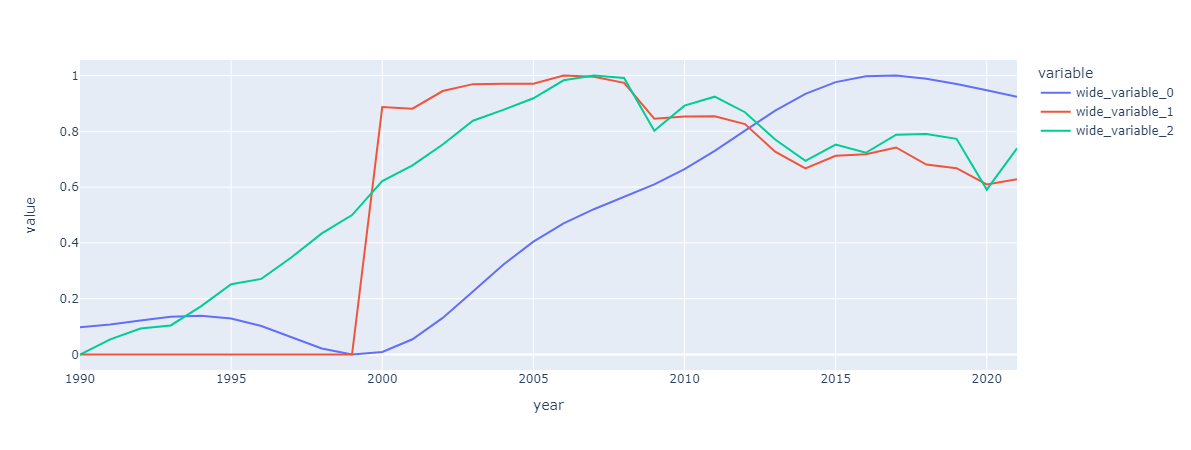 variable
wide_variable_0
wide_variable_1
wide_variable_2
value
1
0.8
0.6
0.4
0.2
0
1990 1995 2000 2005 2010 2015 2020
year